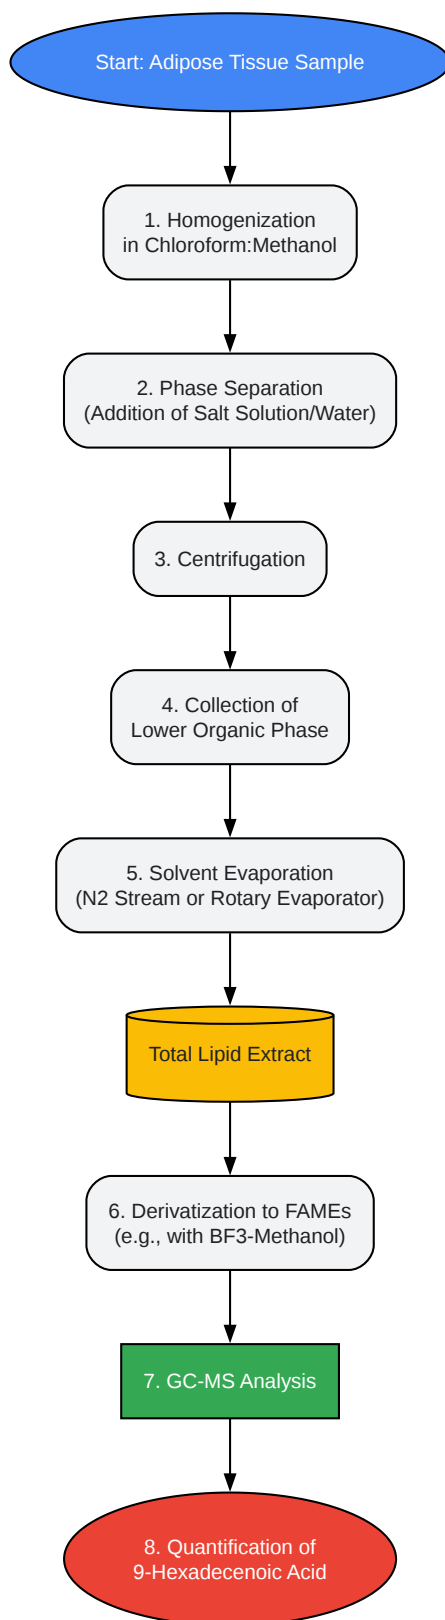 Start: Adipose Tissue Sample
1. Homogenization
in Chloroform:Methanol
2. Phase Separation
(Addition of Salt Solution/Water)
3. Centrifugation
4. Collection of
Lower Organic Phase
5. Solvent Evaporation
(N2 Stream or Rotary Evaporator)
Total Lipid Extract
6. Derivatization to FAMEs
(e.g., with BF3-Methanol)
7. GC-MS Analysis
8. Quantification of
9-Hexadecenoic Acid